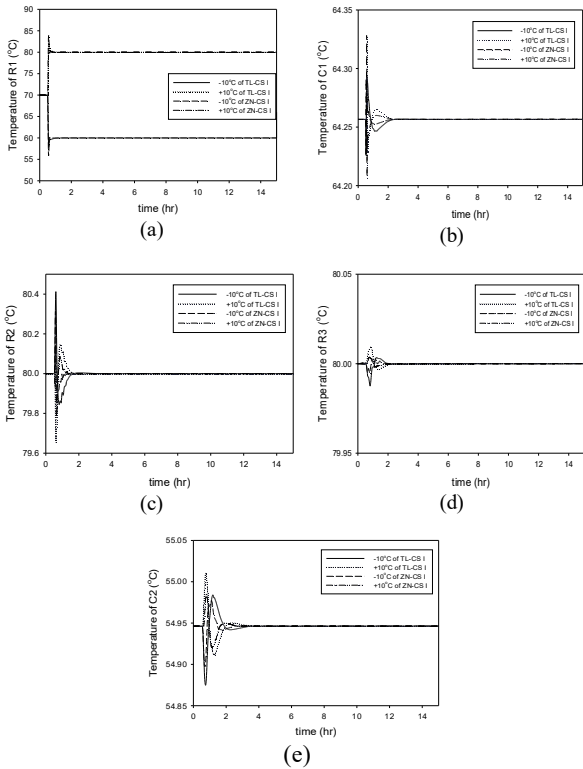 Temperature of R1 (°C)
90
85
80
75
70
65
60
55
50
-10°C of TL-CS I
+10°C of TL-CS I
-10°C of ZN-CS I
+10°C of ZN-CS I
0 2 4 6 8 10 12 14
time (hr)
(a)
Temperature of C1 (°C)
64.35
64.30
64.25
64.20
-10°C of TL-CS I
+10°C of TL-CS I
-10°C of ZN-CS I
+10°C of ZN-CS I
0 2 4 6 8 10 12 14
time (hr)
(b)
Temperature of R2 (°C)
80.4
80.2
80.0
79.8
79.6
-10°C of TL-CS I
+10°C of TL-CS I
-10°C of ZN-CS I
+10°C of ZN-CS I
0 2 4 6 8 10 12 14
time (hr)
(c)
Temperature of R3 (°C)
80.05
80.00
79.95
-10°C of TL-CS I
+10°C of TL-CS I
-10°C of ZN-CS I
+10°C of ZN-CS I
0 2 4 6 8 10 12 14
time (hr)
(d)
Temperature of C2 (°C)
55.05
55.00
54.95
54.90
54.85
-10°C of TL-CS I
+10°C of TL-CS I
-10°C of ZN-CS I
+10°C of ZN-CS I
0 2 4 6 8 10 12 14
time (hr)
(e)